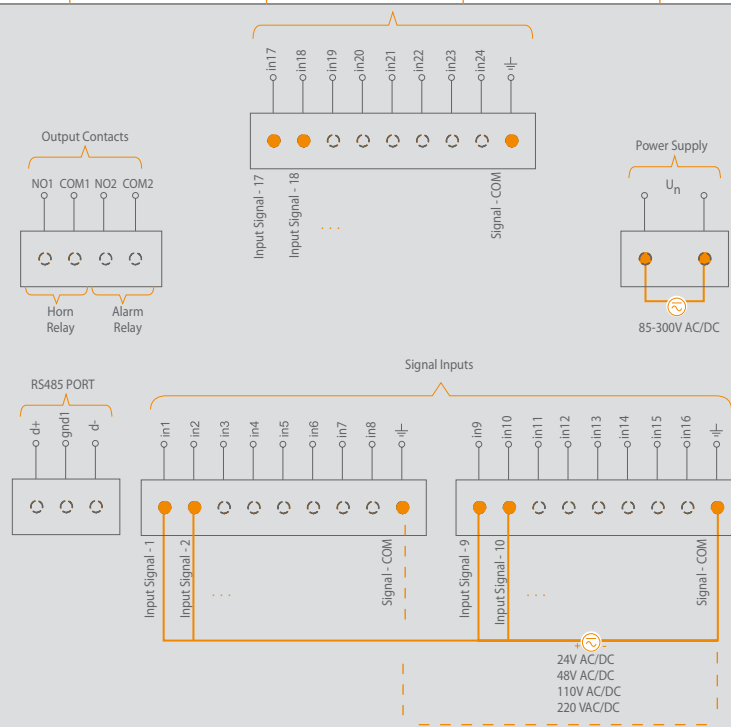 in17 in18 in19 in20 in21 in22 in23 in24
Input Signal - 17
Input Signal - 18
. . .
Signal - COM
Output Contacts
NO1 COM1 NO2 COM2
Horn Relay
Alarm Relay
Power Supply
Un
85-300V AC/DC
RS485 PORT
d+ gnd1 d-
Signal Inputs
in1 in2 in3 in4 in5 in6 in7 in8
Input Signal - 1
Input Signal - 2
. . .
Signal - COM
in9 in10 in11 in12 in13 in14 in15 in16
Input Signal - 9
Input Signal - 10
. . .
Signal - COM
+ -
24V AC/DC
48V AC/DC
110V AC/DC
220 VAC/DC